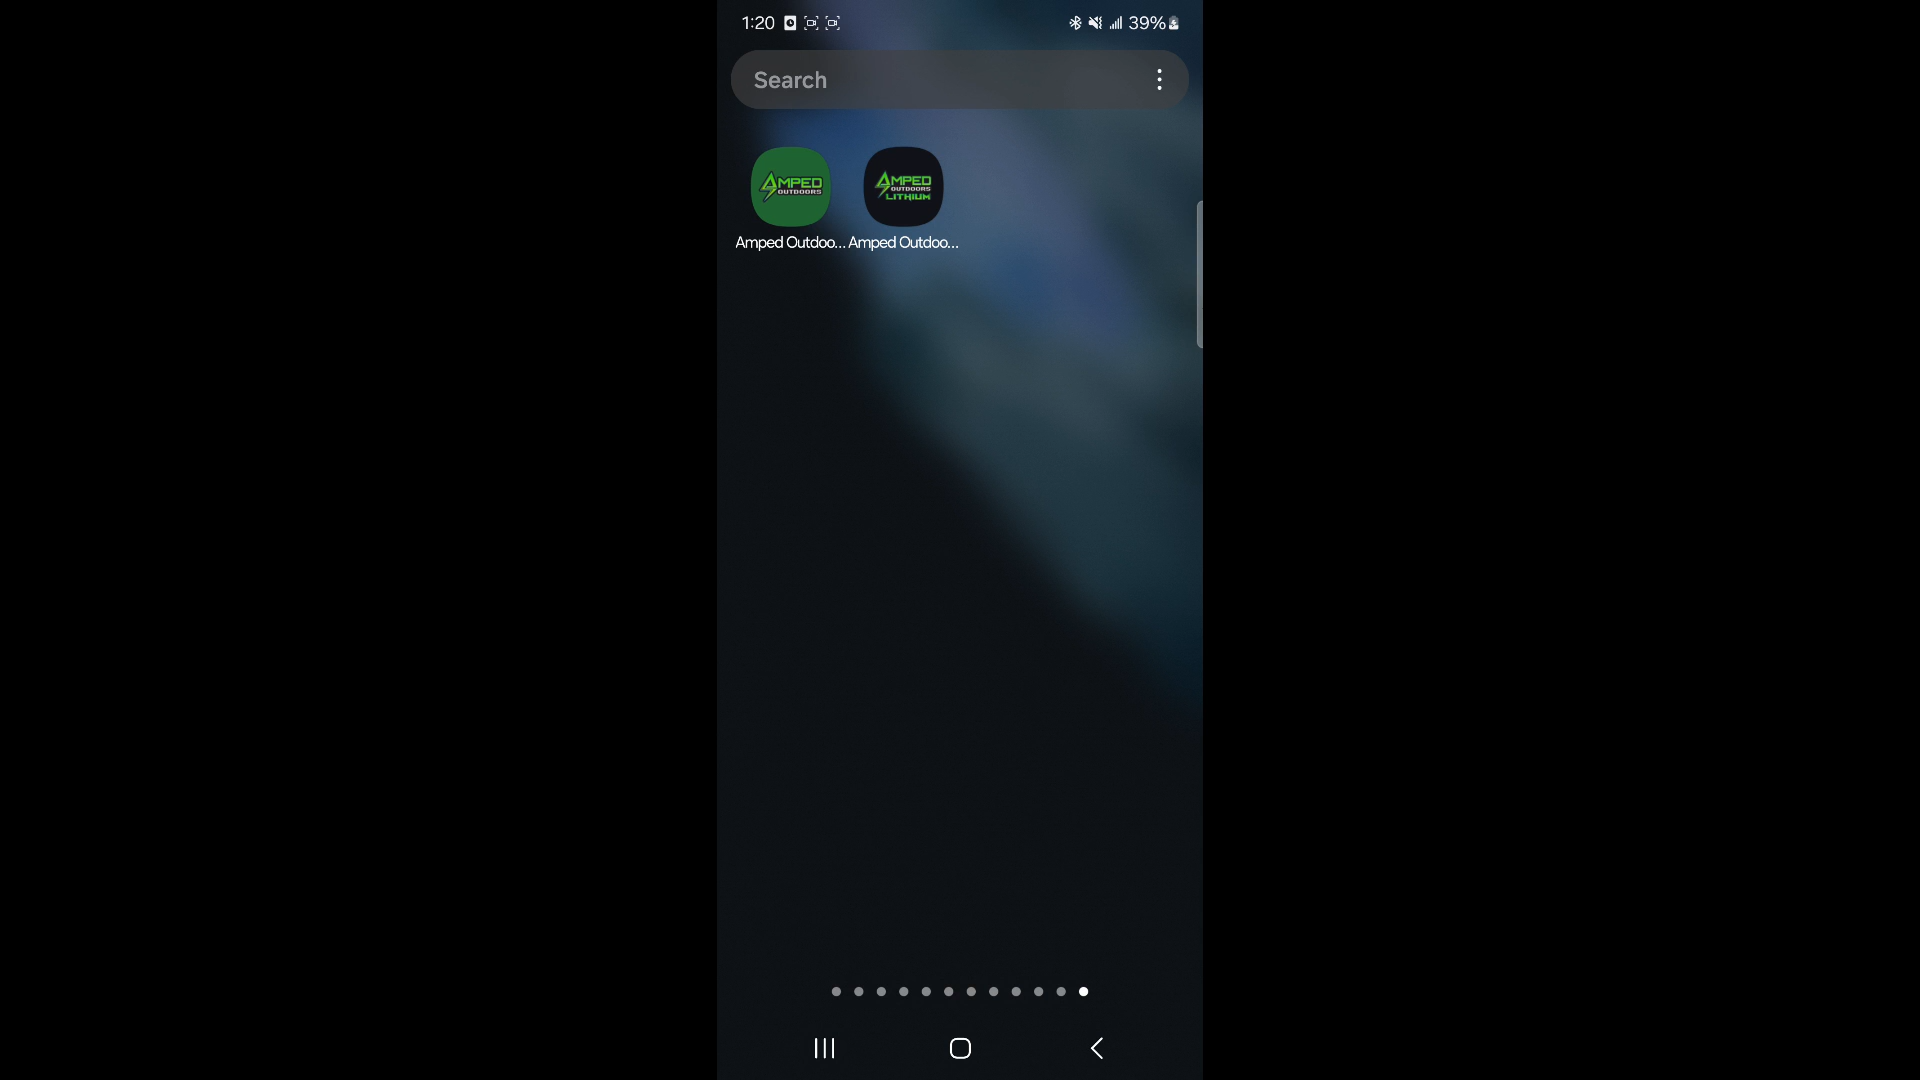 1:20
39%
Search
AMPED
OUTDOORS
AMPED
OUTDOORS
LITHIUM
Amped Outdoo...
Amped Outdoo...